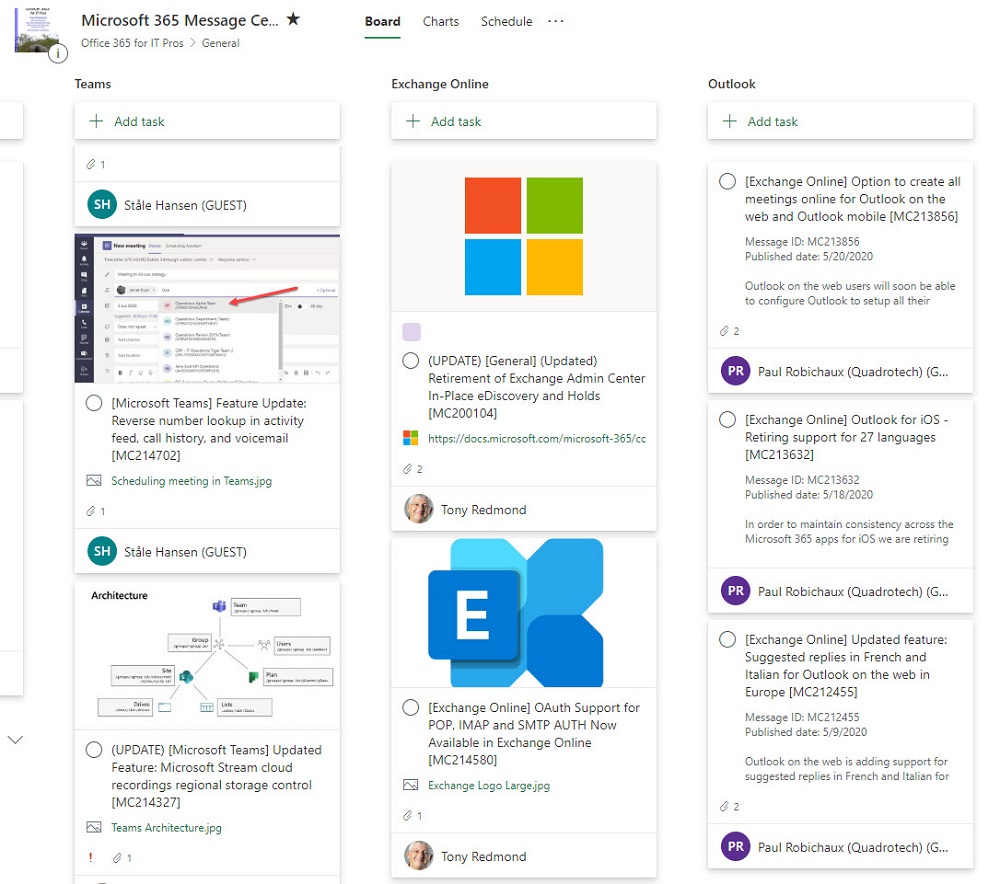 Microsoft 365 Message Ce...
Office 365 for IT Pros > General
Board
Charts
Schedule
Teams
Add task
1
SH
Ståle Hansen (GUEST)
New meeting
Details
Scheduling Assistant
Meeting to discuss strategy
[Microsoft Teams] Feature Update:
Reverse number lookup in activity
feed, call history, and voicemail
[MC214702]
Scheduling meeting in Teams.jpg
1
SH
Ståle Hansen (GUEST)
Architecture
Team
Group
Users
Site
Plan
Drives
Lists
(UPDATE) [Microsoft Teams] Updated
Feature: Microsoft Stream cloud
recordings regional storage control
[MC214327]
Teams Architecture.jpg
! 1
Exchange Online
Add task
(UPDATE) [General] (Updated)
Retirement of Exchange Admin Center
In-Place eDiscovery and Holds
[MC200104]
https://docs.microsoft.com/microsoft-365/cc
2
Tony Redmond
E
[Exchange Online] OAuth Support for
POP, IMAP and SMTP AUTH Now
Available in Exchange Online
[MC214580]
Exchange Logo Large.jpg
1
Tony Redmond
Outlook
Add task
[Exchange Online] Option to create all
meetings online for Outlook on the
web and Outlook mobile [MC213856]
Message ID: MC213856
Published date: 5/20/2020
Outlook on the web users will soon be able
to configure Outlook to setup all their
2
PR
Paul Robichaux (Quadrotech) (G...
[Exchange Online] Outlook for iOS -
Retiring support for 27 languages
[MC213632]
Message ID: MC213632
Published date: 5/18/2020
In order to maintain consistency across the
Microsoft 365 apps for iOS we are retiring
PR
Paul Robichaux (Quadrotech) (G...
[Exchange Online] Updated feature:
Suggested replies in French and
Italian for Outlook on the web in
Europe [MC212455]
Message ID: MC212455
Published date: 5/9/2020
Outlook on the web is adding support for
suggested replies in French and Italian for
2
PR
Paul Robichaux (Quadrotech) (G...